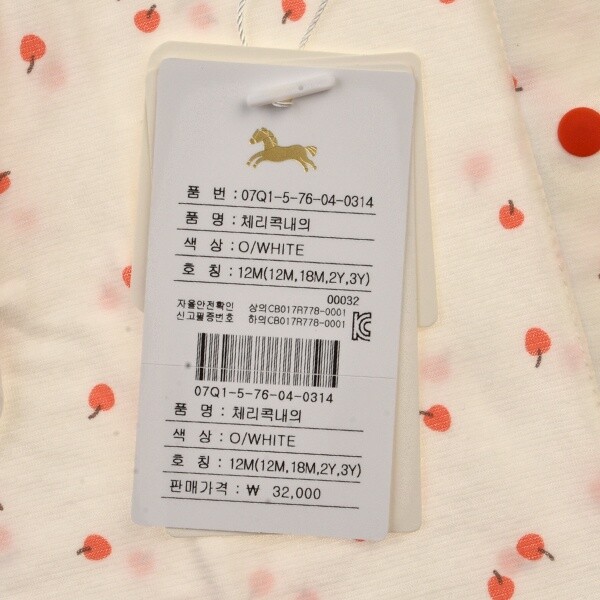 품 번 : 07Q1-5-76-04-0314
품 명 : 체리콕내의
색 상 : O/WHITE
호 칭 : 12M(12M,18M,2Y,3Y)
00032
자율안전확인 상의CB017R778-0001
신고필증번호 하의CB017R778-0001
07Q1-5-76-04-0314
품 명 : 체리콕내의
색 상 : O/WHITE
호 칭 : 12M(12M,18M,2Y,3Y)
판매가격 : ₩ 32,000